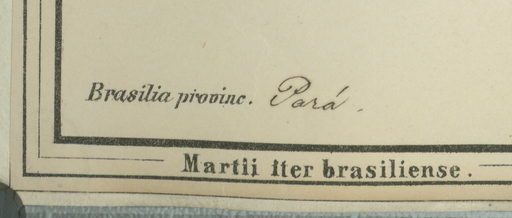 Brasilia provinc. Pará.
Martii iter brasiliense.